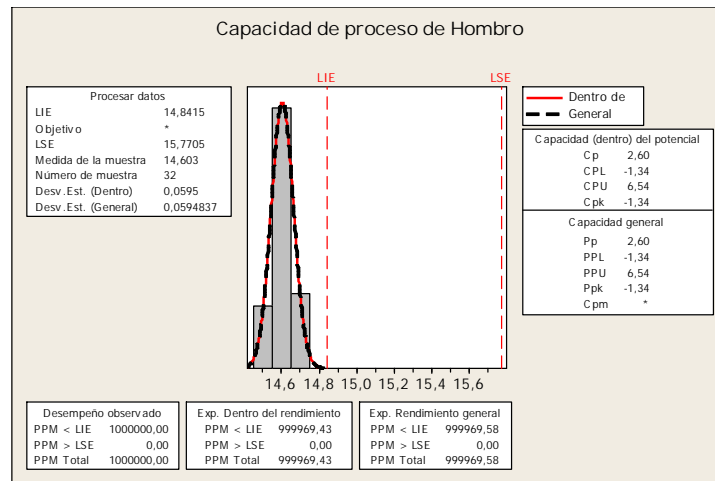 Capacidad de proceso de Hombro
LIE LSE
Procesar datos
LIE 14,8415
Objetivo *
LSE 15,7705
Medida de la muestra 14,603
Número de muestra 32
Desv.Est. (Dentro) 0,0595
Desv.Est. (General) 0,0594837
Dentro de
General
Capacidad (dentro) del potencial
Cp 2,60
CPL -1,34
CPU 6,54
Cpk -1,34
Capacidad general
Pp 2,60
PPL -1,34
PPU 6,54
Ppk -1,34
Cpm *
14,6 14,8 15,0 15,2 15,4 15,6
Desempeño observado
PPM < LIE 1000000,00
PPM > LSE 0,00
PPM Total 1000000,00
Exp. Dentro del rendimiento
PPM < LIE 999969,43
PPM > LSE 0,00
PPM Total 999969,43
Exp. Rendimiento general
PPM < LIE 999969,58
PPM > LSE 0,00
PPM Total 999969,58